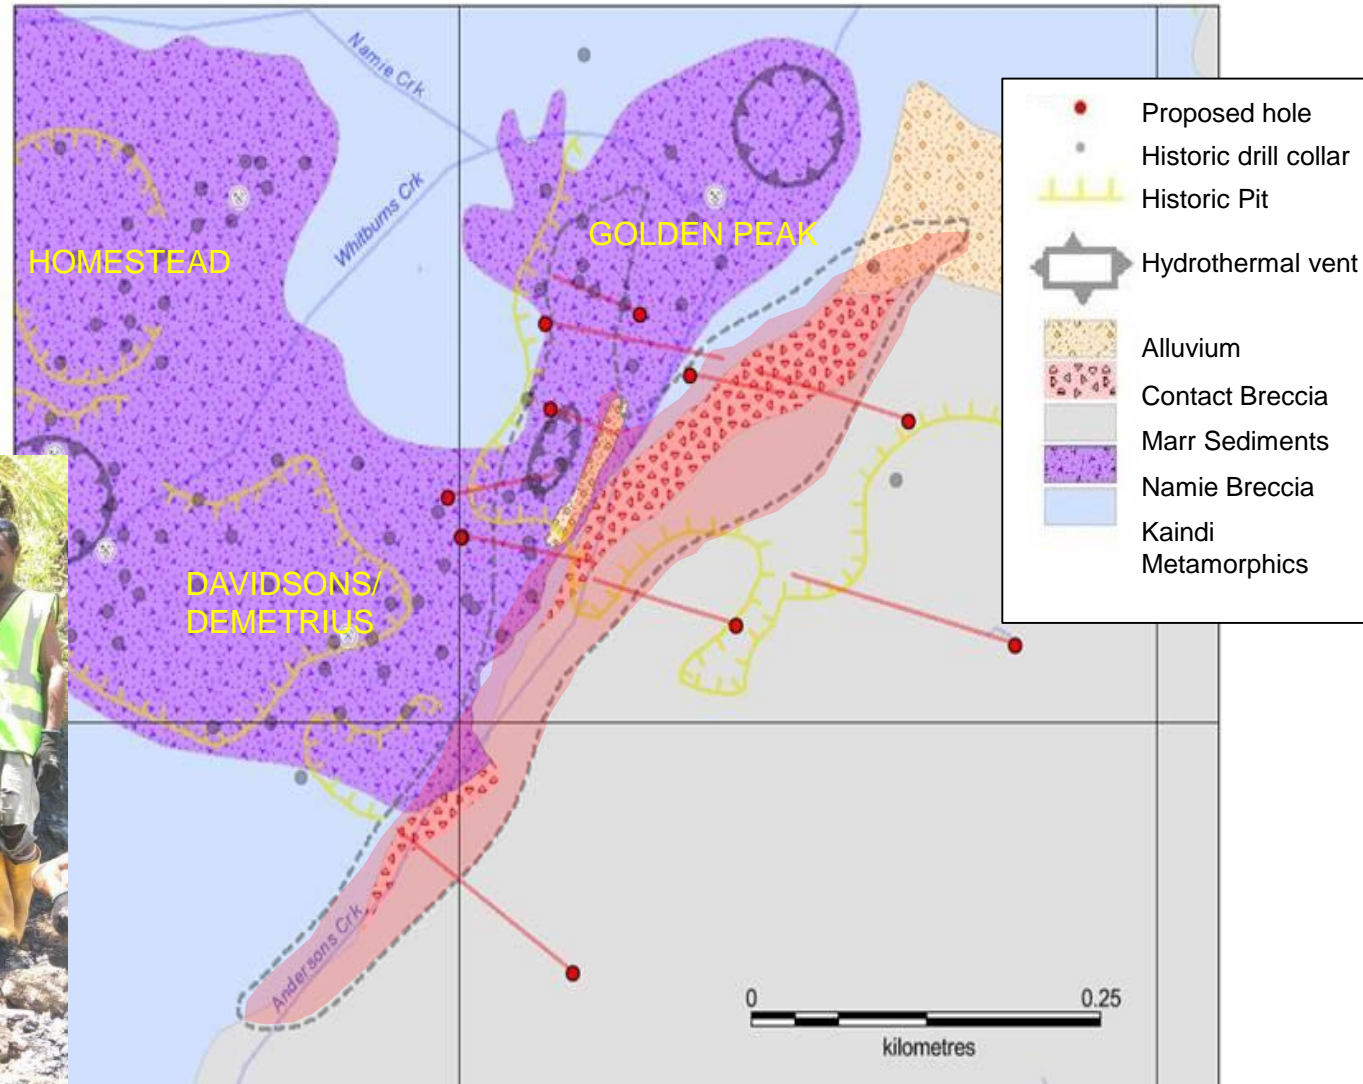 Namie Crk
Whitburns Crk
HOMESTEAD
GOLDEN PEAK
DAVIDSONS/
DEMETRIUS
Andersons Crk
Proposed hole
Historic drill collar
Historic Pit
Hydrothermal vent
Alluvium
Contact Breccia
Marr Sediments
Namie Breccia
Kaindi
Metamorphics
0 0.25
kilometres